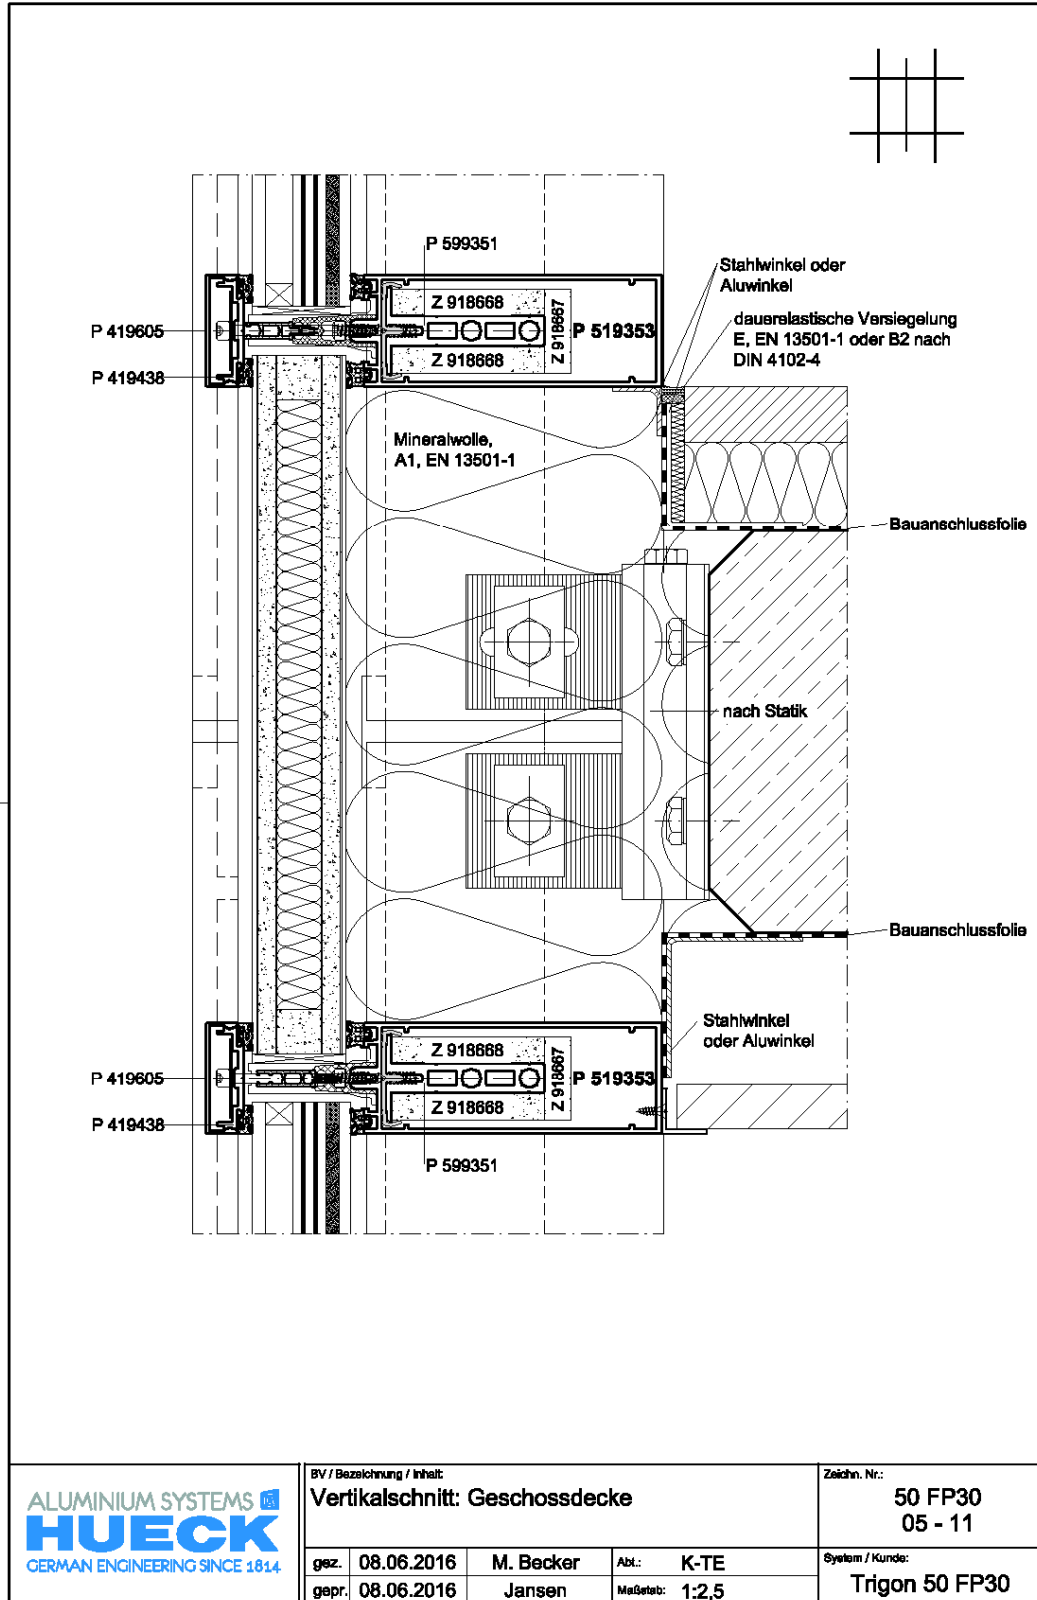 P 599351
Stahlwinkel oder
Aluwinkel
Z 918668
Z 918667
P 419605
P 519353
dauerelastische Versiegelung
E, EN 13501-1 oder B2 nach
DIN 4102-4
Z 918668
P 419438
Mineralwolle,
A1, EN 13501-1
Bauanschlussfolie
nach Statik
Bauanschlussfolie
Stahlwinkel
oder Aluwinkel
Z 918668
Z 918667
P 419605
P 519353
Z 918668
P 419438
P 599351
ALUMINIUM SYSTEMS
HUECK
GERMAN ENGINEERING SINCE 1814
BV / Bezeichnung / Inhalt:
Vertikalschnitt: Geschossdecke
Zeichn. Nr.:
50 FP30
05 - 11
gez. 08.06.2016 M. Becker Abt.: K-TE
gepr. 08.06.2016 Jansen Maßstab: 1:2,5
System / Kunde:
Trigon 50 FP30